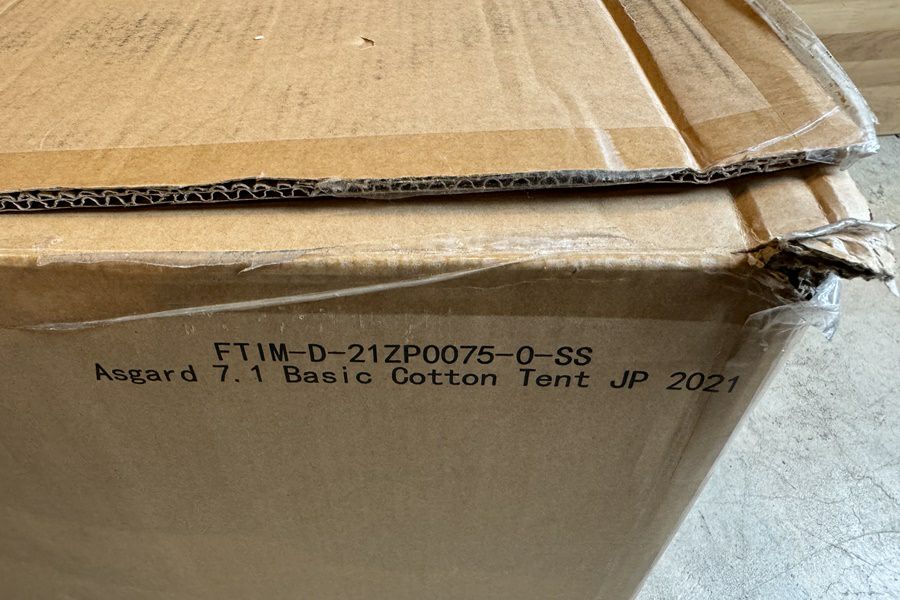 FTIM-D-21ZP0075-0-SS
Asgard 7.1 Basic Cotton Tent JP 2021